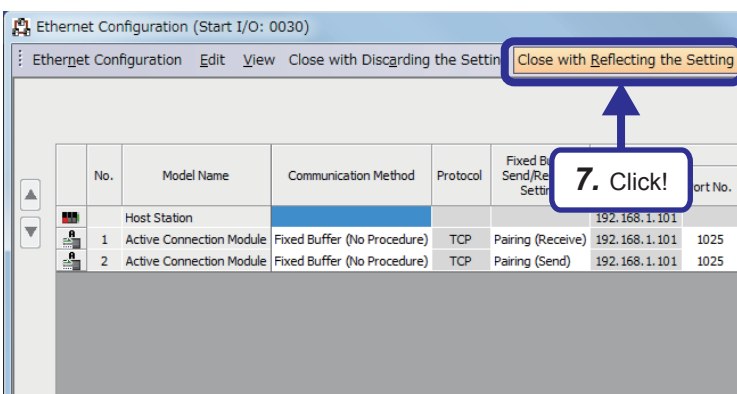 Ethernet Configuration (Start I/O: 0030)
Ethernet Configuration Edit View Close with Discarding the Settin Close with Reflecting the Setting
No. Model Name Communication Method Protocol Fixed B
Send/Re
Settin
ort No.
7. Click!
Host Station 192.168.1.101
1 Active Connection Module Fixed Buffer (No Procedure) TCP Pairing (Receive) 192.168.1.101 1025
2 Active Connection Module Fixed Buffer (No Procedure) TCP Pairing (Send) 192.168.1.101 1025